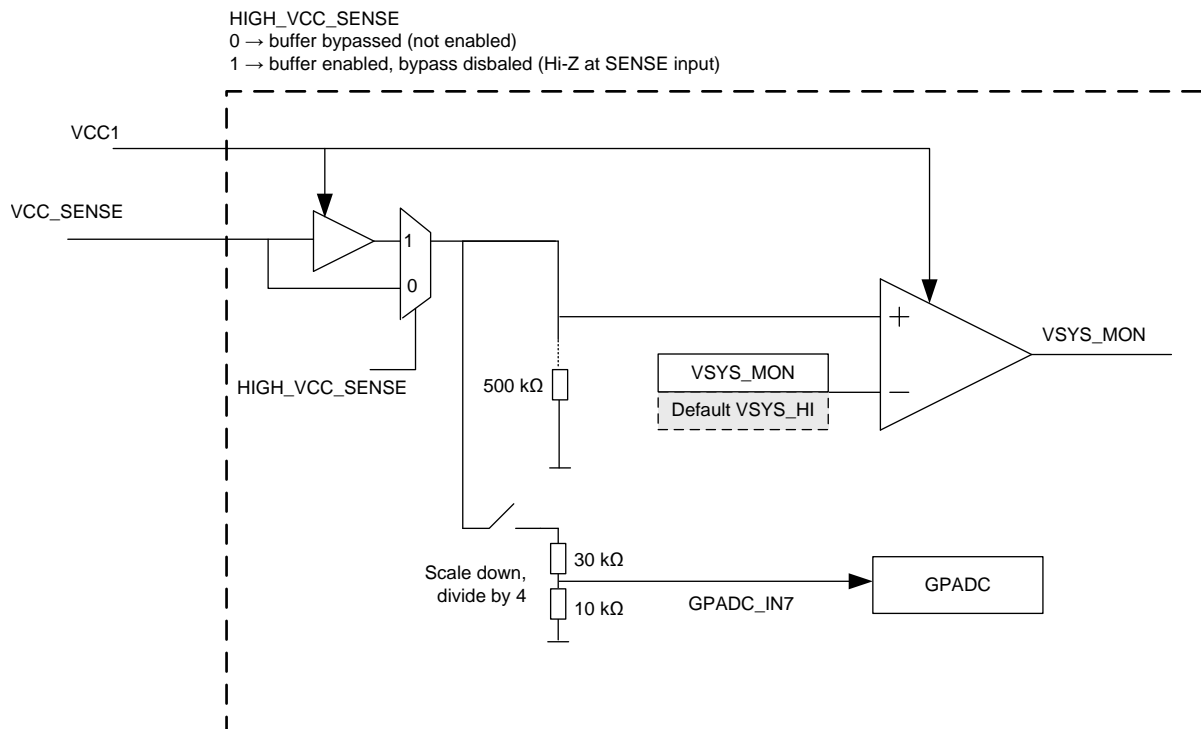 HIGH_VCC_SENSE
0 → buffer bypassed (not enabled)
1 → buffer enabled, bypass disbaled (Hi-Z at SENSE input)
VCC1
VCC_SENSE
1
0
HIGH_VCC_SENSE
500 kΩ
+
−
VSYS_MON
Default VSYS_HI
VSYS_MON
Scale down,
divide by 4
30 kΩ
10 kΩ
GPADC_IN7
GPADC